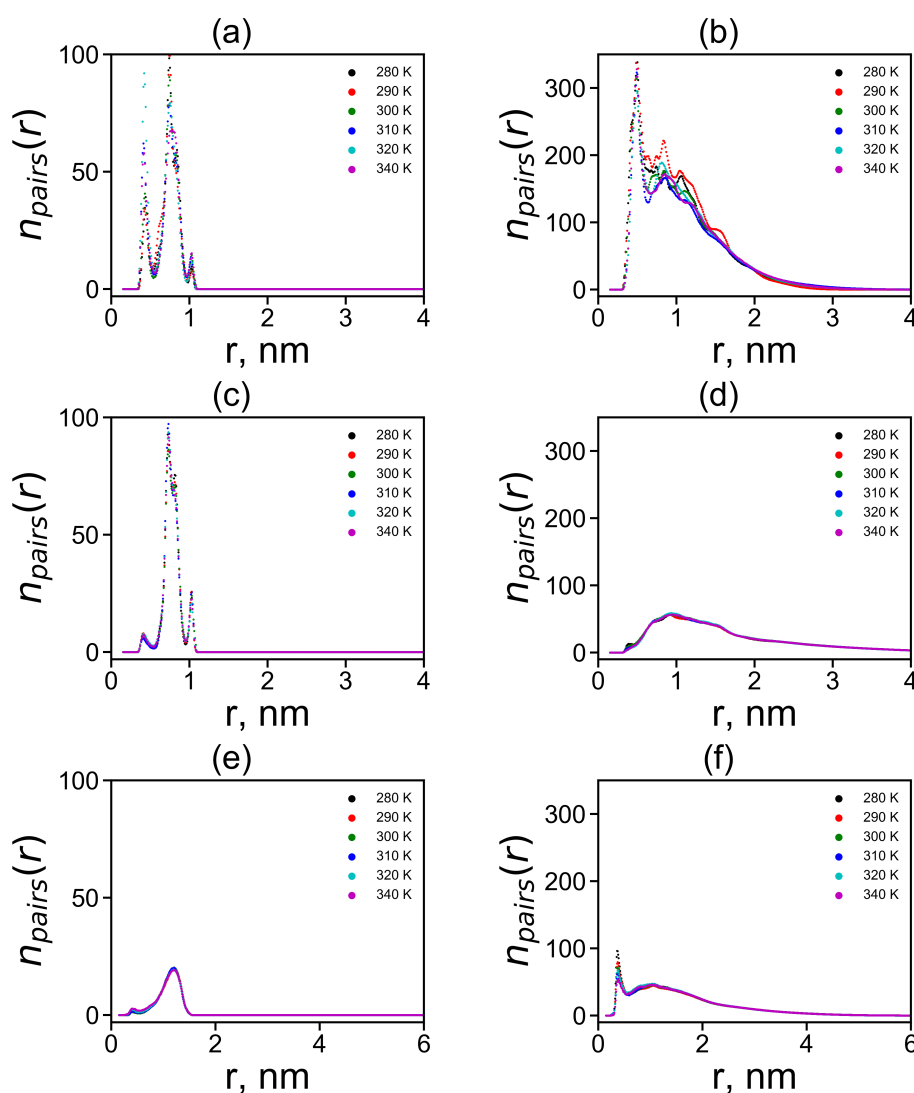 (a)
n_pairs(r)
100
50
0
280 K
290 K
300 K
310 K
320 K
340 K
0 1 2 3 4
r, nm
(b)
n_pairs(r)
300
200
100
0
280 K
290 K
300 K
310 K
320 K
340 K
0 1 2 3 4
r, nm
(c)
n_pairs(r)
100
50
0
280 K
290 K
300 K
310 K
320 K
340 K
0 1 2 3 4
r, nm
(d)
n_pairs(r)
300
200
100
0
280 K
290 K
300 K
310 K
320 K
340 K
0 1 2 3 4
r, nm
(e)
n_pairs(r)
100
50
0
280 K
290 K
300 K
310 K
320 K
340 K
0 2 4 6
r, nm
(f)
n_pairs(r)
300
200
100
0
280 K
290 K
300 K
310 K
320 K
340 K
0 2 4 6
r, nm